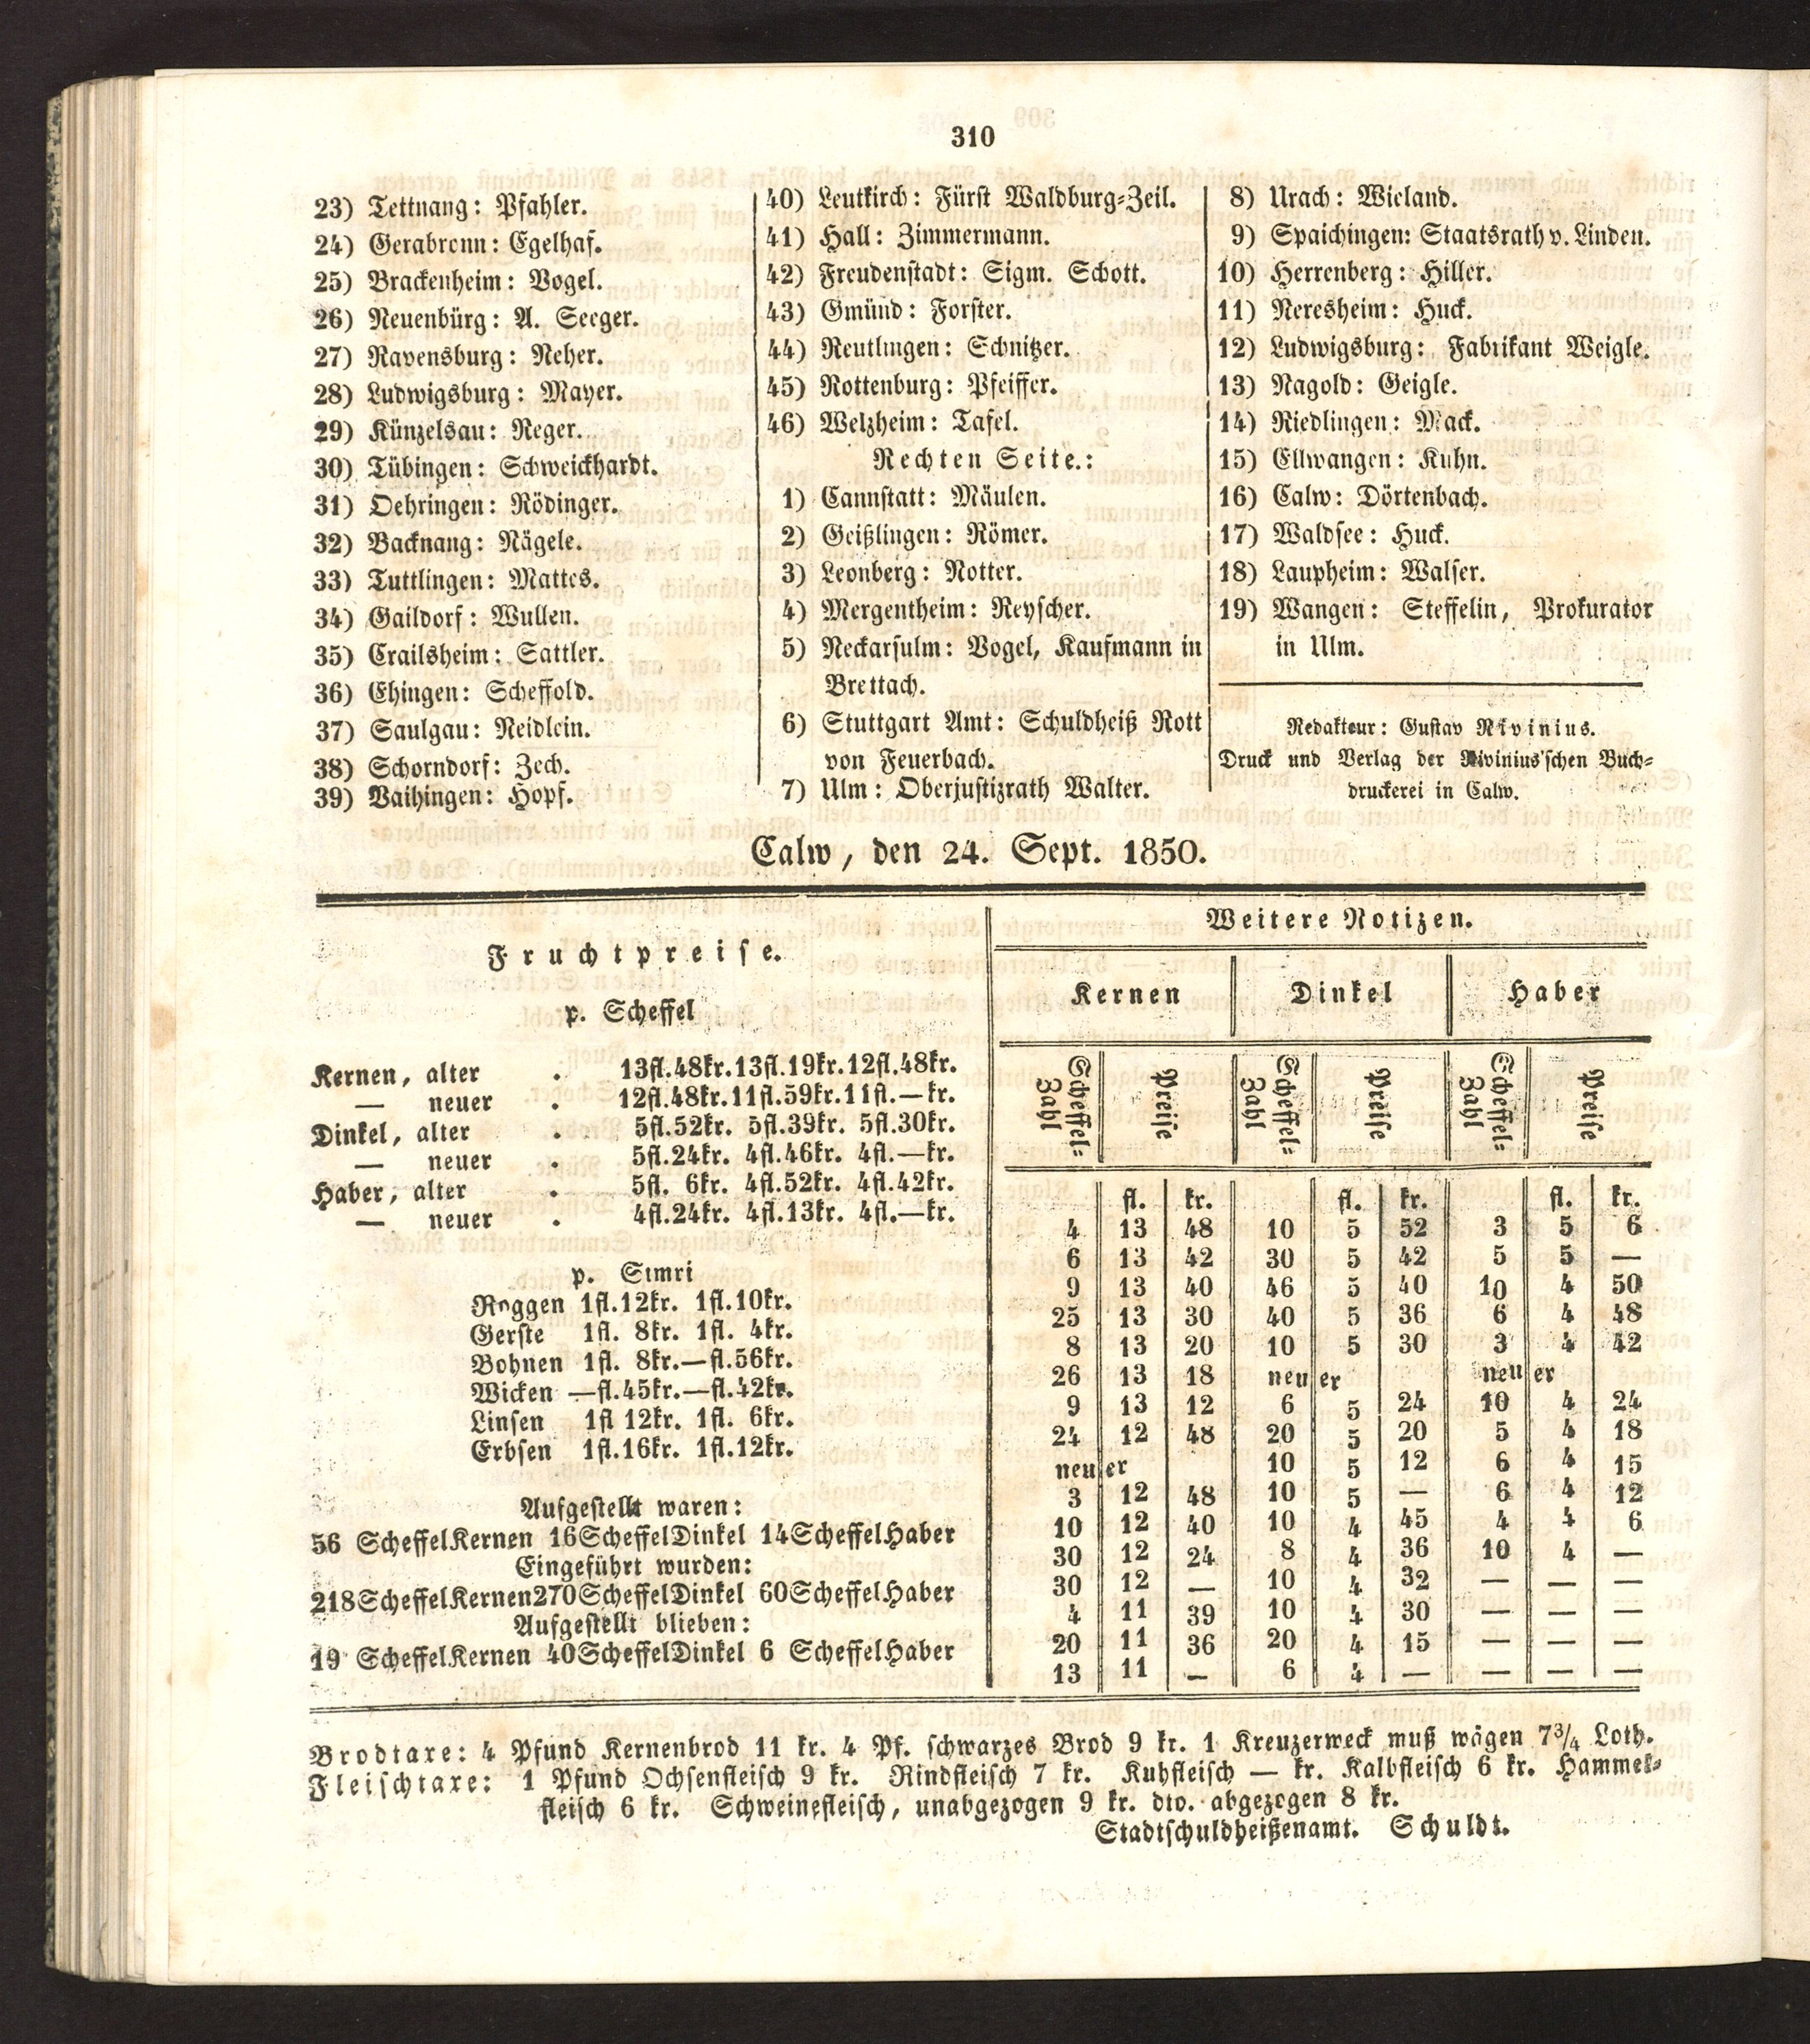 310
23) Tettnang: Pfahler.
24) Gerabronn: Egelhaf.
25) Brackenheim: Vogel.
26) Neuenbürg: A. Seeger.
27) Ravensburg: Neher.
28) Ludwigsburg: Mayer.
29) Künzelsau: Reger.
30) Tübingen: Schweickhardt.
31) Oehringen: Rödinger.
32) Backnang: Nägele.
33) Tuttlingen: Mattes.
34) Gaildorf: Wullen.
35) Crailsheim: Sattler.
36) Ehingen: Scheffold.
37) Saulgau: Neidlein.
38) Schorndorf: Zech.
39) Vaihingen: Hopf.
40) Leutkirch: Fürst Waldburg-Zeil.
41) Hall: Zimmermann.
42) Freudenstadt: Sigm. Schott.
43) Gmünd: Forster.
44) Reutlingen: Schnitzer.
45) Rottenburg: Pfeiffer.
46) Welzheim: Tafel.
Rechten Seite.:
1) Cannstatt: Mäulen.
2) Geißlingen: Römer.
3) Leonberg: Notter.
4) Mergentheim: Reyscher.
5) Neckarsulm: Vogel, Kaufmann in
Brettach.
6) Stuttgart Amt: Schuldheiß Rott
von Feuerbach.
7) Ulm: Oberjustizrath Walter.
8) Urach: Wieland.
9) Spaichingen: Staatsrath v. Linden.
10) Herrenberg: Hiller.
11) Neresheim: Huck.
12) Ludwigsburg: Fabrikant Weigle.
13) Nagold: Geigle.
14) Riedlingen: Mack.
15) Ellwangen: Kuhn.
16) Calw: Dörtenbach.
17) Waldsee: Huck.
18) Laupheim: Walser.
19) Wangen: Steffelin, Prokurator
in Ulm.
Redakteur: Gustav Rivinius.
Druck und Verlag der Rivinius'schen Buch-
druckerei in Calw.
Calw, den 24. Sept. 1850.
Fruchtpreise.
p. Scheffel
Kernen, alter . 13fl.48kr.13fl.19kr.12fl.48kr.
— neuer . 12fl.48kr.11fl.59kr.11fl.—kr.
Dinkel, alter . 5fl.52kr. 5fl.39kr. 5fl.30kr.
— neuer . 5fl.24kr. 4fl.46kr. 4fl.—kr.
Haber, alter . 5fl. 6kr. 4fl.52kr. 4fl.42kr.
— neuer . 4fl.24kr. 4fl.13kr. 4fl.—kr.
p. Simri
Roggen 1fl.12kr. 1fl.10kr.
Gerste 1fl. 8kr. 1fl. 4kr.
Bohnen 1fl. 8kr.—fl.56kr.
Wicken —fl.45kr.—fl.42kr.
Linsen 1fl 12kr. 1fl. 6kr.
Erbsen 1fl.16kr. 1fl.12kr.
Aufgestellt waren:
56 Scheffel Kernen 16 Scheffel Dinkel 14 Scheffel Haber
Eingeführt wurden:
218 Scheffel Kernen 270 Scheffel Dinkel 60 Scheffel Haber
Aufgestellt blieben:
19 Scheffel Kernen 40 Scheffel Dinkel 6 Scheffel Haber
Weitere Notizen.
Kernen Dinkel Haber
Scheffel-Zahl Preise Scheffel-Zahl Preise Scheffel-Zahl Preise
fl. kr. fl. kr. fl. kr.
4 13 48 10 5 52 3 5 6
6 13 42 30 5 42 5 5 —
9 13 40 46 5 40 10 4 50
25 13 30 40 5 36 6 4 48
8 13 20 10 5 30 3 4 42
26 13 18 neuer neuer
9 13 12 6 5 24 10 4 24
24 12 48 20 5 20 5 4 18
neuer 10 5 12 6 4 15
3 12 48 10 5 — 6 4 12
10 12 40 10 4 45 4 4 6
30 12 24 8 4 36 10 4 —
30 12 — 10 4 32 — — —
4 11 39 10 4 30 — — —
20 11 36 20 4 15 — — —
13 11 — 6 4 — — — —
Brodtaxe: 4 Pfund Kernenbrod 11 kr. 4 Pf. schwarzes Brod 9 kr. 1 Kreuzerweck muß wägen 7¾ Loth.
Fleischtaxe: 1 Pfund Ochsenfleisch 9 kr. Rindfleisch 7 kr. Kuhfleisch — kr. Kalbfleisch 6 kr. Hammel-
fleisch 6 kr. Schweinefleisch, unabgezogen 9 kr. dto. abgezogen 8 kr.
Stadtschuldheißenamt. Schuldt.